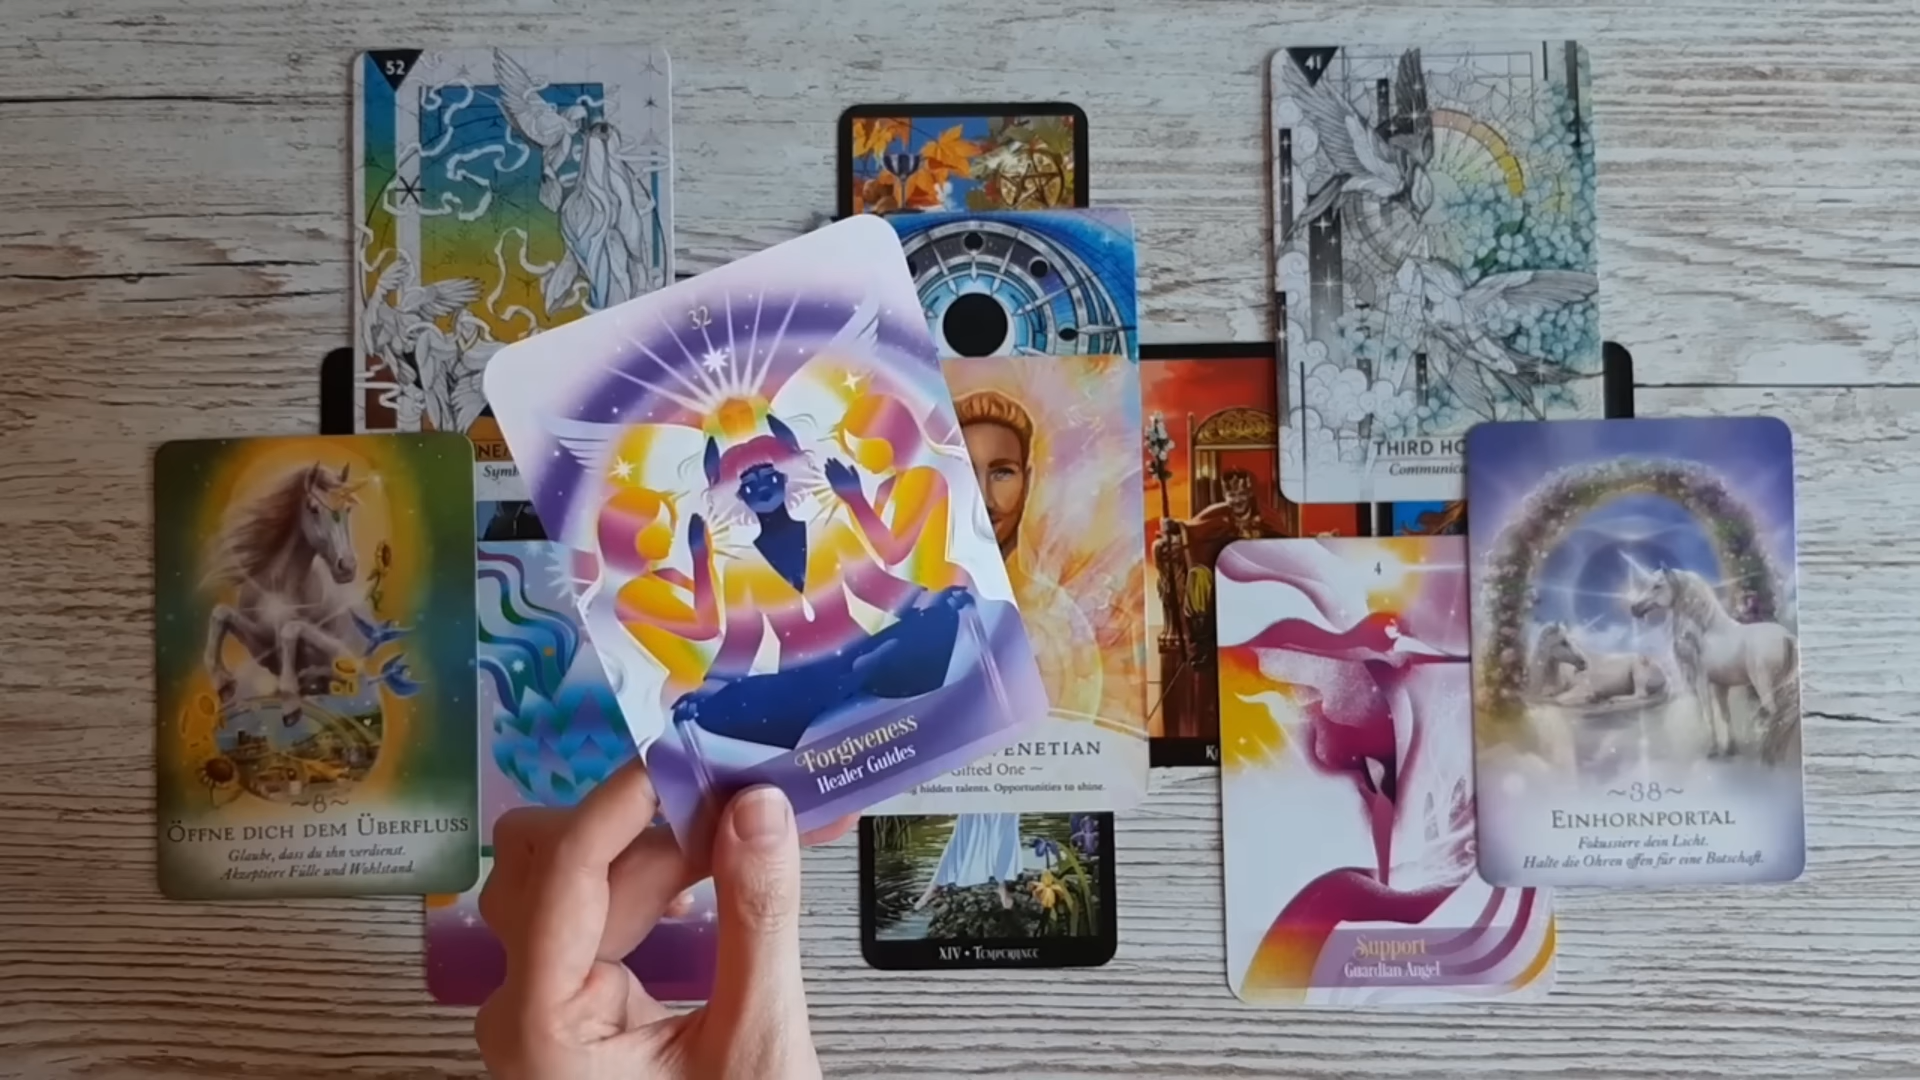 52
41
32
THIRD
4
Forgiveness
Healer Guides
VENETIAN
Gifted One ~
hidden talents. Opportunities to shine.
~8~
ÖFFNE DICH DEM ÜBERFLUSS
Glaube, dass du ihn verdienst.
Akzeptiere Fülle und Wohlstand.
~38~
EINHORNPORTAL
Fokussiere dein Licht.
Halte die Ohren offen für eine Botschaft.
XIV • TEMPERANCE
Support
Guardian Angel